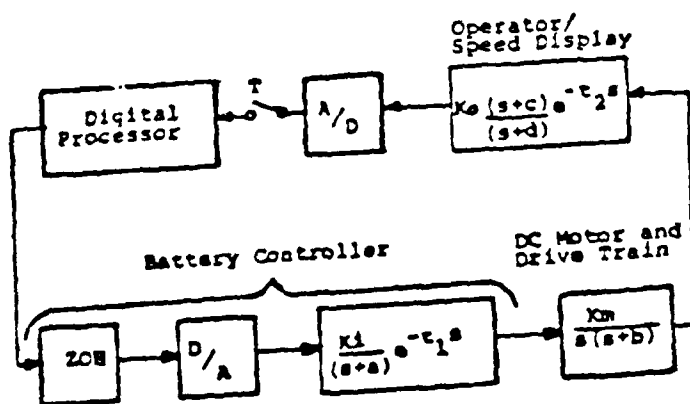 Operator/
Speed Display
Ko (s+c)/(s+d) e^-τ2s
T
A/D
Digital
Processor
Battery Controller
DC Motor and
Drive Train
ZOH
D/A
Ki/(s+a) e^-τ1s
Km/s(s+b)